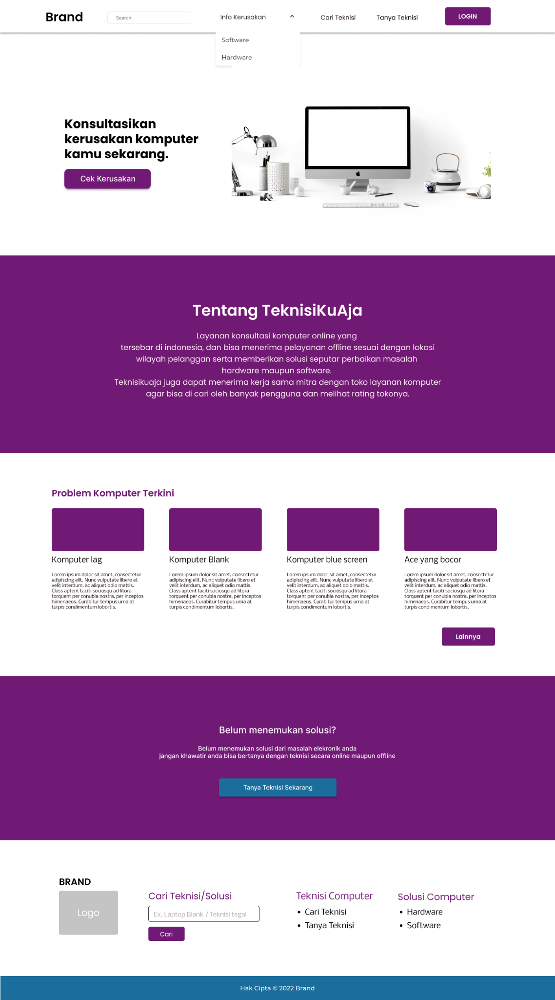 Brand
Search
Info Kerusakan
Cari Teknisi
Tanya Teknisi
LOGIN
Software
Hardware
Konsultasikan
kerusakan komputer
kamu sekarang.
Cek Kerusakan
Tentang TeknisiKuAja
Layanan konsultasi komputer online yang
tersebar di indonesia, dan bisa menerima pelayanan offline sesuai dengan lokasi
wilayah pelanggan serta memberikan solusi seputar perbaikan masalah
hardware maupun software.
Teknisikuaja juga dapat menerima kerja sama mitra dengan toko layanan komputer
agar bisa di cari oleh banyak pengguna dan melihat rating tokonya.
Problem Komputer Terkini
Komputer lag
Lorem ipsum dolor sit amet, consectetur
adipiscing elit. Nunc vulputate libero et
velit interdum, ac aliquet odio mattis.
Class aptent taciti sociosqu ad litora
torquent per conubia nostra, per inceptos
himenaeos. Curabitur tempus urna at
turpis condimentum lobortis.
Komputer Blank
Lorem ipsum dolor sit amet, consectetur
adipiscing elit. Nunc vulputate libero et
velit interdum, ac aliquet odio mattis.
Class aptent taciti sociosqu ad litora
torquent per conubia nostra, per inceptos
himenaeos. Curabitur tempus urna at
turpis condimentum lobortis.
Komputer blue screen
Lorem ipsum dolor sit amet, consectetur
adipiscing elit. Nunc vulputate libero et
velit interdum, ac aliquet odio mattis.
Class aptent taciti sociosqu ad litora
torquent per conubia nostra, per inceptos
himenaeos. Curabitur tempus urna at
turpis condimentum lobortis.
Ace yang bocor
Lorem ipsum dolor sit amet, consectetur
adipiscing elit. Nunc vulputate libero et
velit interdum, ac aliquet odio mattis.
Class aptent taciti sociosqu ad litora
torquent per conubia nostra, per inceptos
himenaeos. Curabitur tempus urna at
turpis condimentum lobortis.
Lainnya
Belum menemukan solusi?
Belum menemukan solusi dari masalah elekronik anda
jangan khawatir anda bisa bertanya dengan teknisi secara online maupun offline
Tanya Teknisi Sekarang
BRAND
Logo
Cari Teknisi/Solusi
Ex. Laptop Blank / Teknisi tegal
Cari
Teknisi Computer
• Cari Teknisi
• Tanya Teknisi
Solusi Computer
• Hardware
• Software
Hak Cipta © 2022 Brand